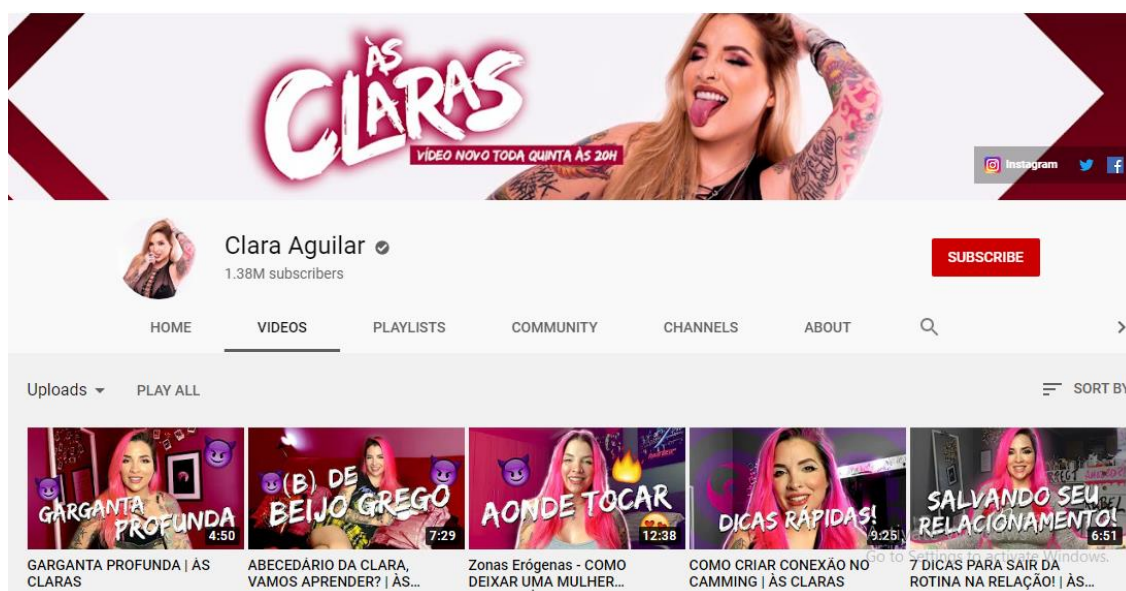 ÀS
CLARAS
VÍDEO NOVO TODA QUINTA ÀS 20H
Instagram
Clara Aguilar
1.38M subscribers
SUBSCRIBE
HOME VIDEOS PLAYLISTS COMMUNITY CHANNELS ABOUT
Uploads PLAY ALL SORT BY
GARGANTA
PROFUNDA
4:50
(B) DE
BEIJO GREGO
7:29
AONDE TOCAR
12:38
DICAS RÁPIDAS!
9:25
SALVANDO SEU
RELACIONAMENTO!
6:51
Go to Settings to activate Windows.
GARGANTA PROFUNDA | ÀS
CLARAS
ABECEDÁRIO DA CLARA,
VAMOS APRENDER? | ÀS...
Zonas Erógenas - COMO
DEIXAR UMA MULHER...
COMO CRIAR CONEXÃO NO
CAMMING | ÀS CLARAS
7 DICAS PARA SAIR DA
ROTINA NA RELAÇÃO! | ÀS...